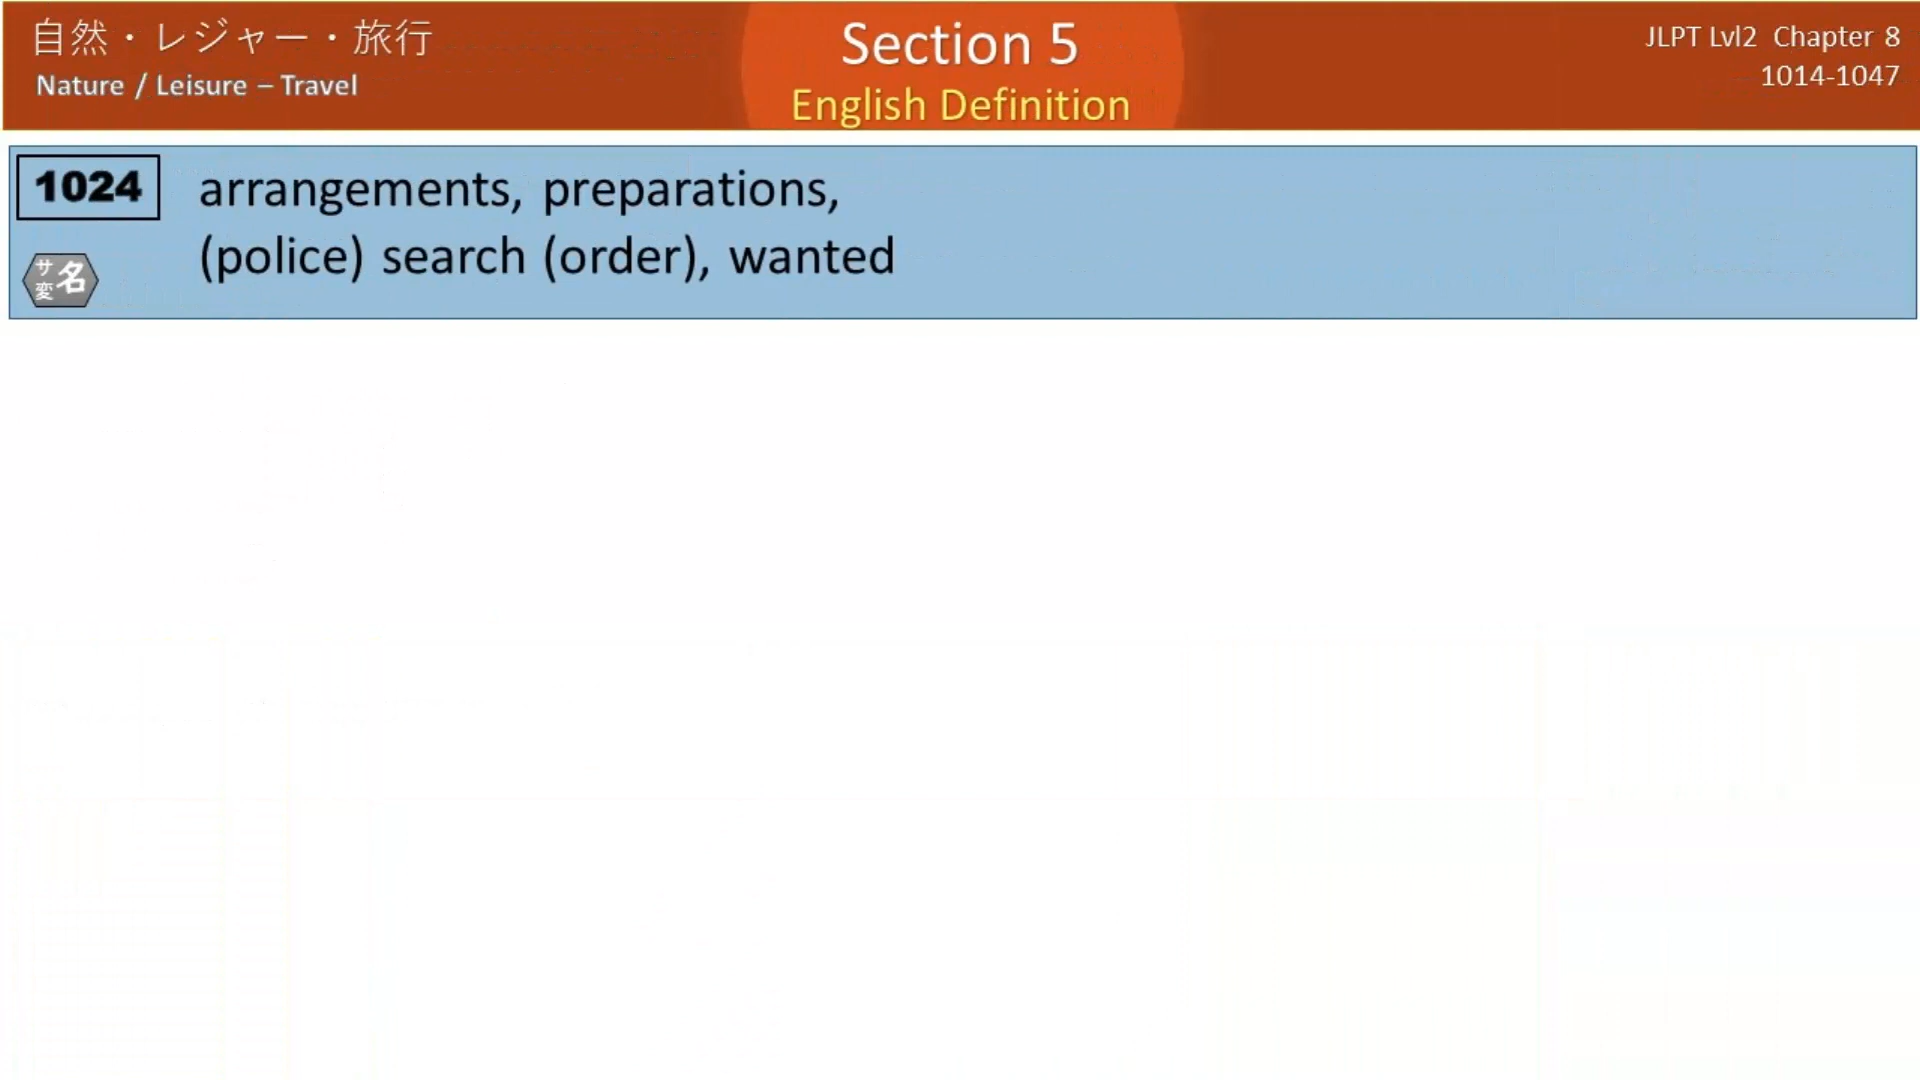 自然・レジャー・旅行
Nature / Leisure – Travel
Section 5
English Definition
JLPT Lvl2 Chapter 8
1014-1047
1024
arrangements, preparations,
(police) search (order), wanted
サ変 名